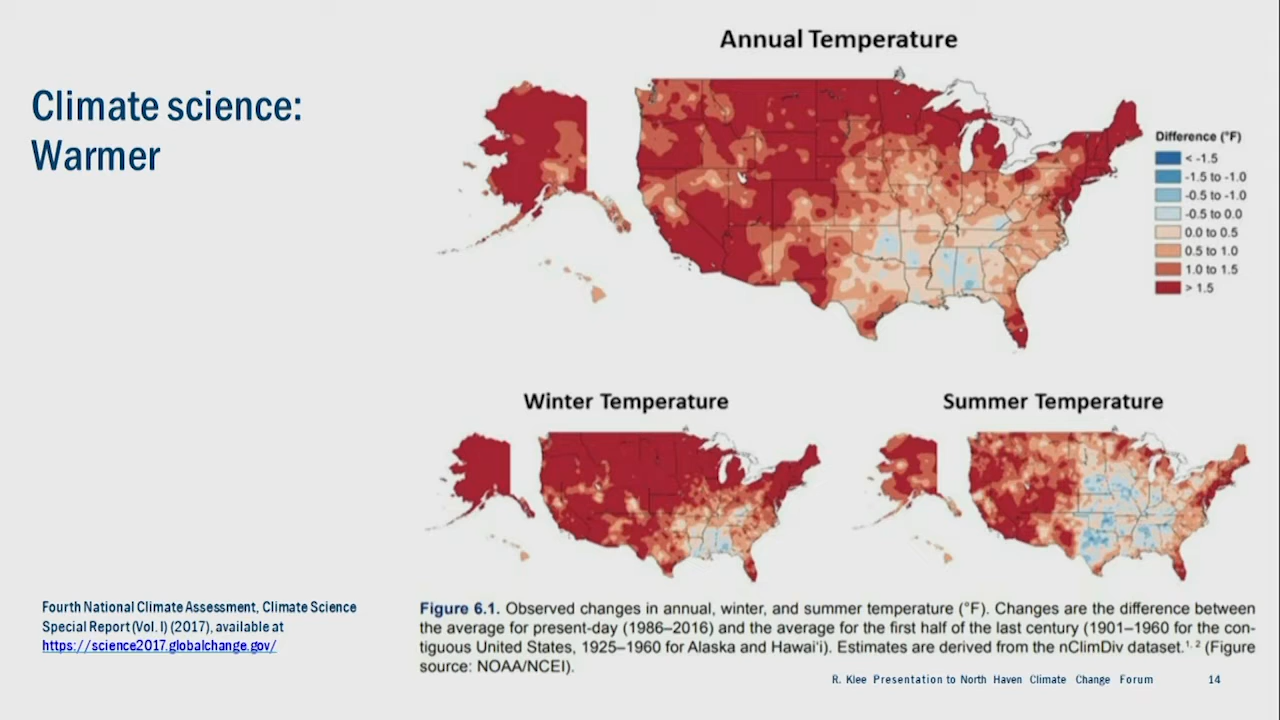 Climate science:
Warmer
Annual Temperature
Difference (°F)
< -1.5
-1.5 to -1.0
-0.5 to -1.0
-0.5 to 0.0
0.0 to 0.5
0.5 to 1.0
1.0 to 1.5
> 1.5
Winter Temperature
Summer Temperature
Fourth National Climate Assessment, Climate Science
Special Report (Vol. I) (2017), available at
https://science2017.globalchange.gov/
Figure 6.1. Observed changes in annual, winter, and summer temperature (°F). Changes are the difference between
the average for present-day (1986–2016) and the average for the first half of the last century (1901–1960 for the con-
tiguous United States, 1925–1960 for Alaska and Hawai‘i). Estimates are derived from the nClimDiv dataset.1, 2 (Figure
source: NOAA/NCEI).
R. Klee Presentation to North Haven Climate Change Forum 14